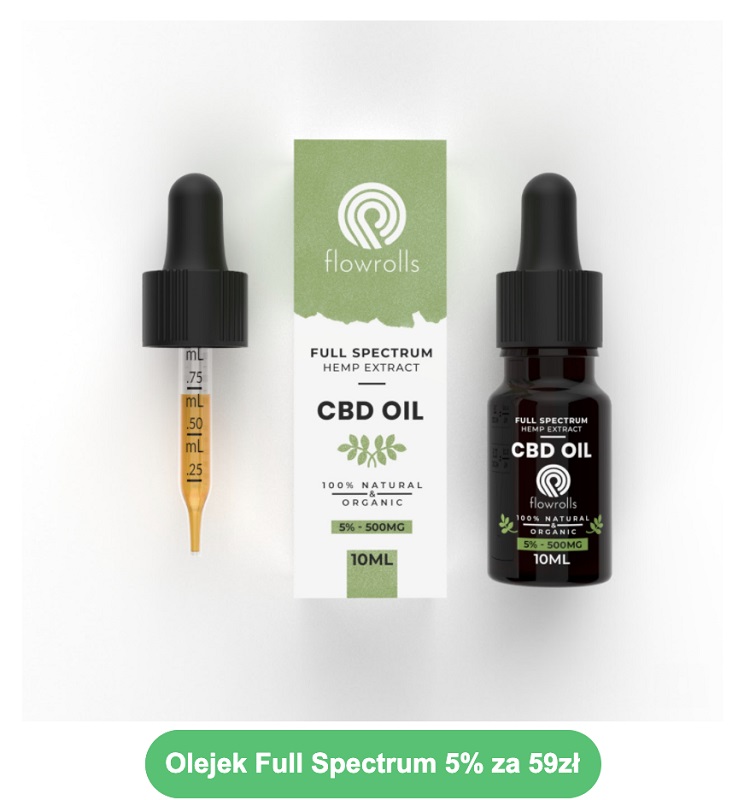 flowrolls
FULL SPECTRUM
HEMP EXTRACT
CBD OIL
100% NATURAL
&
ORGANIC
5% - 500MG
10ML
mL
.75
mL
.50
mL
.25
FULL SPECTRUM
HEMP EXTRACT
CBD OIL
flowrolls
100% NATURAL
&
ORGANIC
5% - 500MG
10ML
Olejek Full Spectrum 5% za 59zł